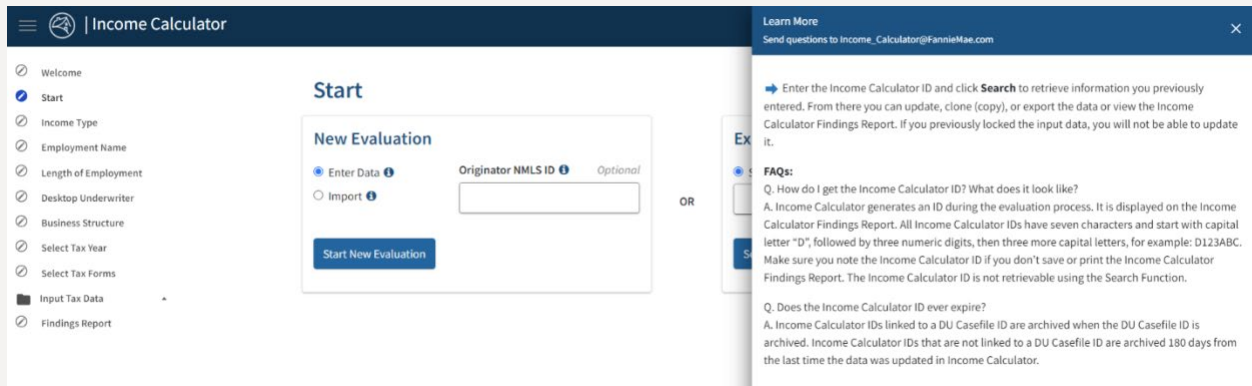 | Income Calculator
Welcome
Start
Income Type
Employment Name
Length of Employment
Desktop Underwriter
Business Structure
Select Tax Year
Select Tax Forms
Input Tax Data
Findings Report
Start
New Evaluation
Enter Data
Import
Originator NMLS ID
Optional
Start New Evaluation
OR
Ex
Learn More
Send questions to Income_Calculator@FannieMae.com
Enter the Income Calculator ID and click Search to retrieve information you previously
entered. From there you can update, clone (copy), or export the data or view the Income
Calculator Findings Report. If you previously locked the input data, you will not be able to update
it.
FAQs:
Q. How do I get the Income Calculator ID? What does it look like?
A. Income Calculator generates an ID during the evaluation process. It is displayed on the Income
Calculator Findings Report. All Income Calculator IDs have seven characters and start with capital
letter “D”, followed by three numeric digits, then three more capital letters, for example: D123ABC.
Make sure you note the Income Calculator ID if you don’t save or print the Income Calculator
Findings Report. The Income Calculator ID is not retrievable using the Search Function.
Q. Does the Income Calculator ID ever expire?
A. Income Calculator IDs linked to a DU Casefile ID are archived when the DU Casefile ID is
archived. Income Calculator IDs that are not linked to a DU Casefile ID are archived 180 days from
the last time the data was updated in Income Calculator.